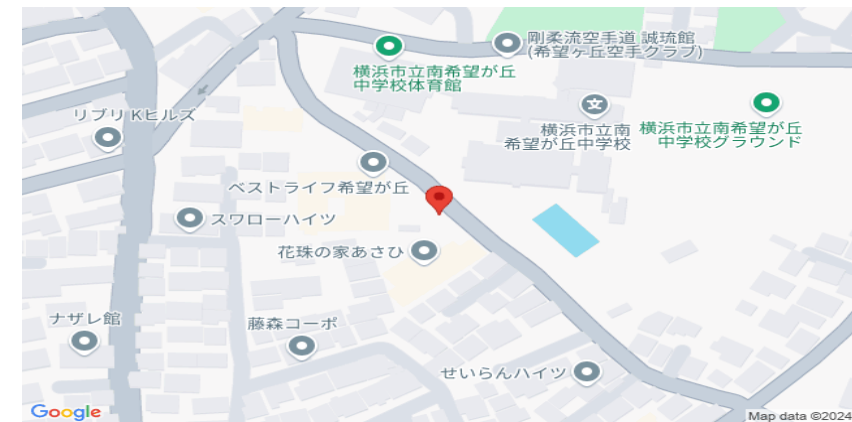 剛柔流空手道 誠琉館
(希望ヶ丘空手クラブ)
横浜市立南希望が丘
中学校体育館
リブリ Kヒルズ
横浜市立南
希望が丘中学校
横浜市立南希望が丘
中学校グラウンド
ベストライフ希望が丘
スワローハイツ
花珠の家あさひ
ナザレ館
藤森コーポ
せいらんハイツ
Google
Map data ©2024